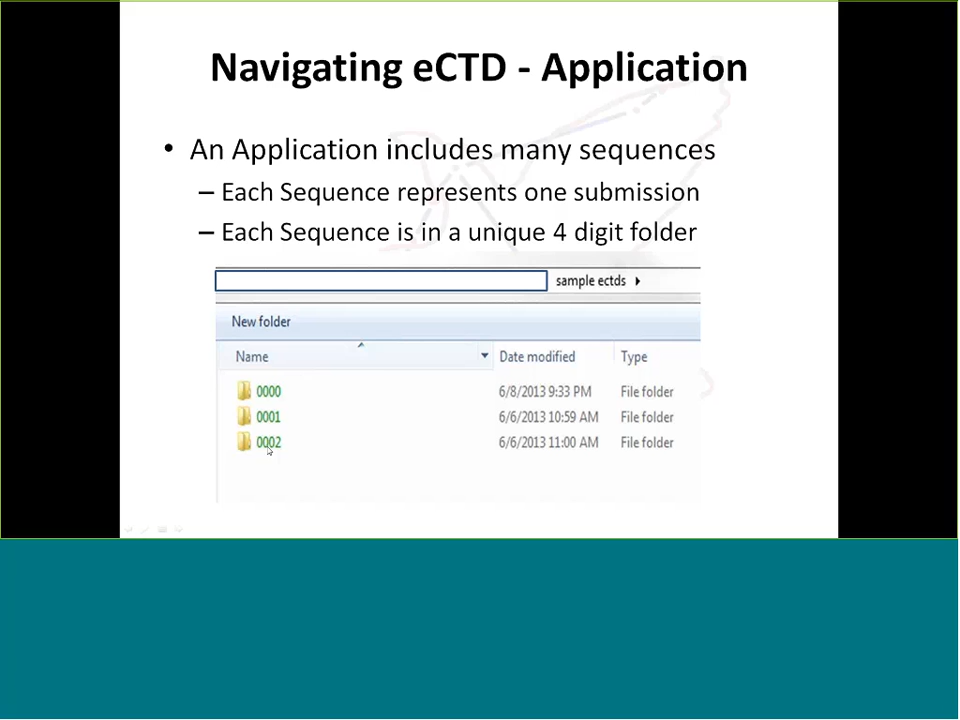 Navigating eCTD - Application
• An Application includes many sequences
– Each Sequence represents one submission
– Each Sequence is in a unique 4 digit folder
sample ectds
New folder
Name Date modified Type
0000 6/8/2013 9:33 PM File folder
0001 6/6/2013 10:59 AM File folder
0002 6/6/2013 11:00 AM File folder